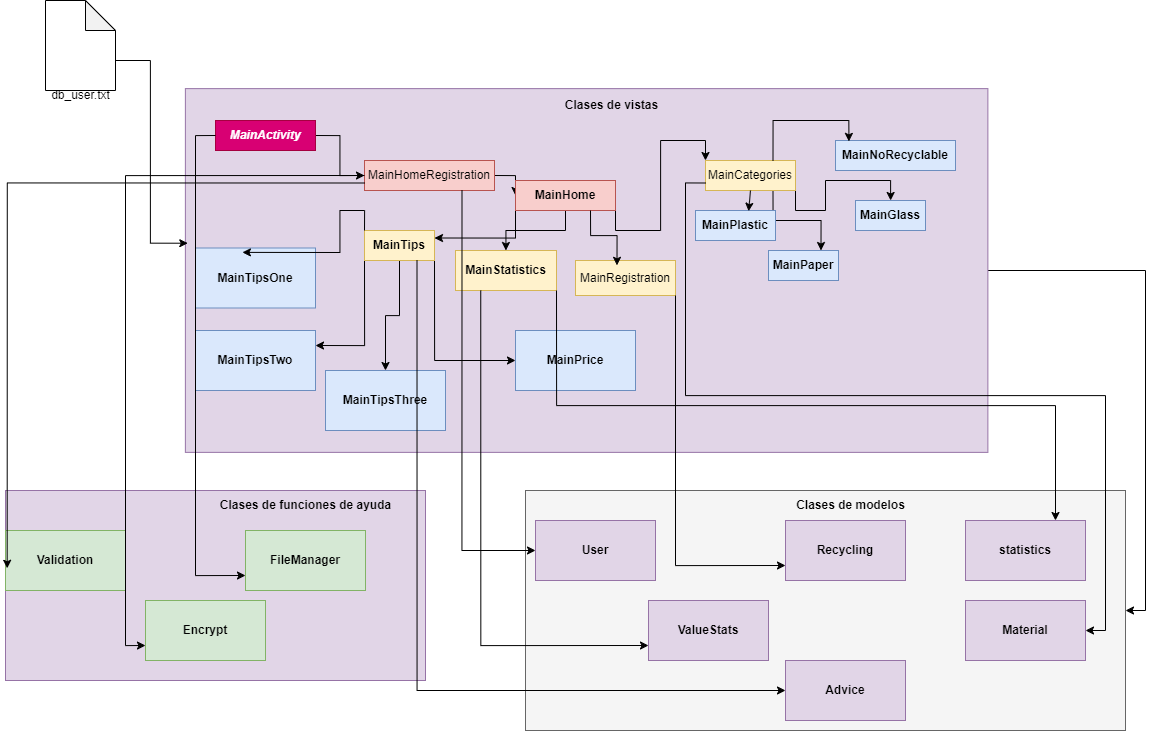 db_user.txt
Clases de vistas
MainActivity
MainNoRecyclable
MainHomeRegistration
MainCategories
MainHome
MainGlass
MainPlastic
MainTips
MainStatistics
MainPaper
MainTipsOne
MainRegistration
MainTipsTwo
MainPrice
MainTipsThree
Clases de funciones de ayuda
Validation
FileManager
Encrypt
Clases de modelos
User
Recycling
statistics
ValueStats
Material
Advice